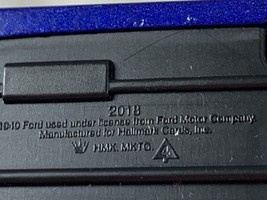 2018
1940 Ford used under license from Ford Motor Company.
Manufactured for Hallmark Cards, Inc.
HMK. MKTG.